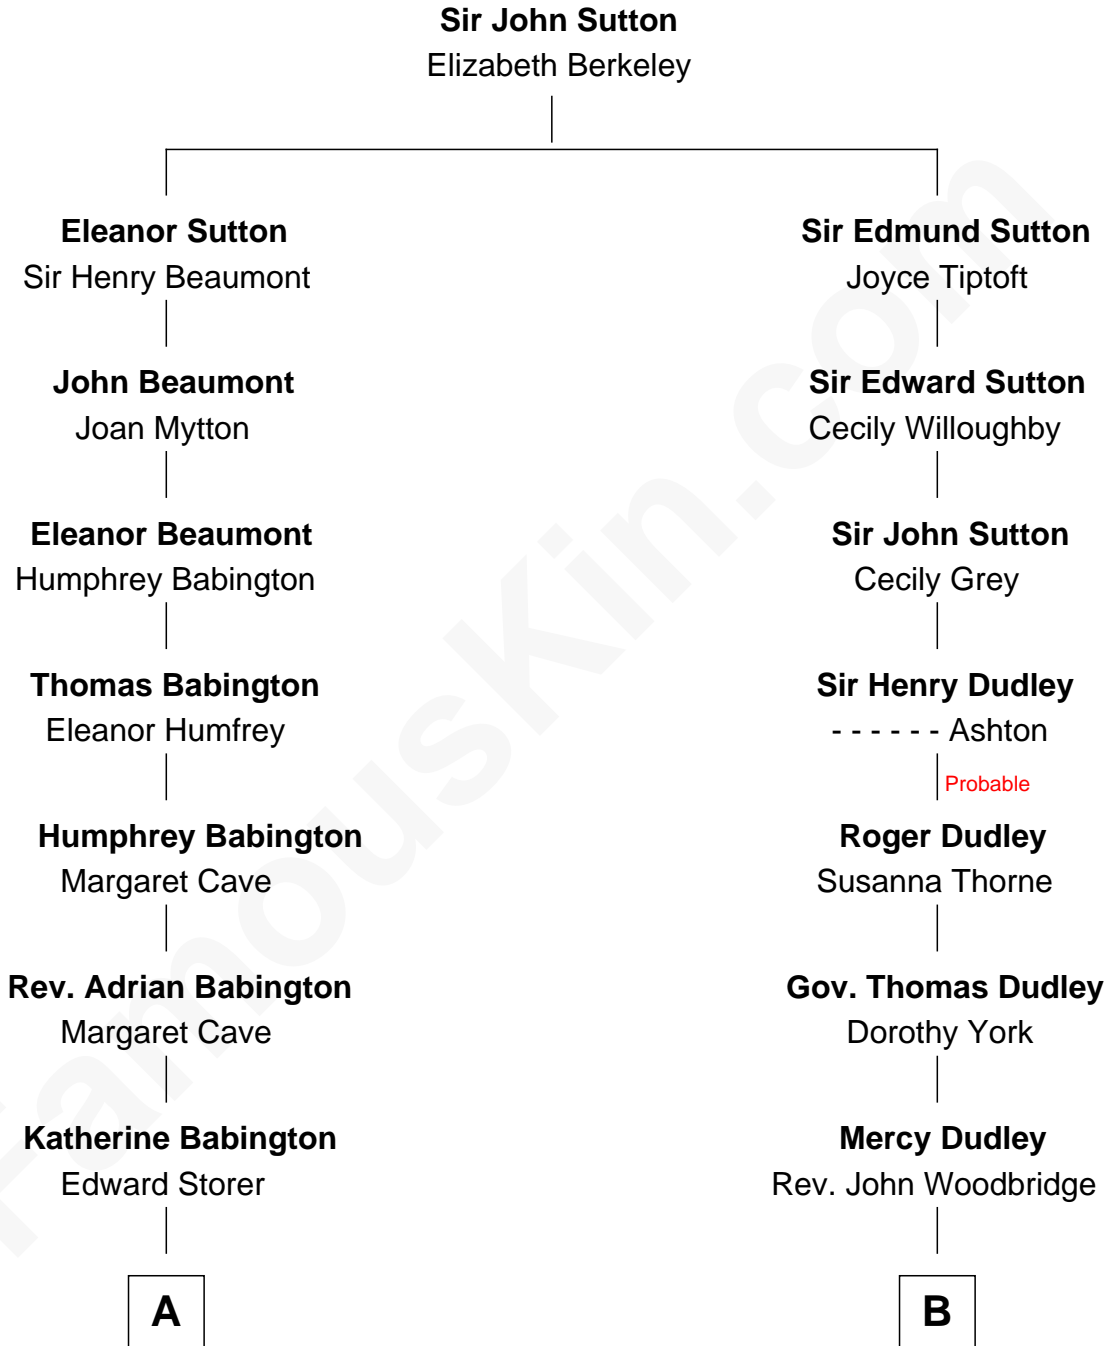 Sir John Sutton
Elizabeth Berkeley
Eleanor Sutton
Sir Henry Beaumont
Sir Edmund Sutton
Joyce Tiptoft
John Beaumont
Joan Mytton
Sir Edward Sutton
Cecily Willoughby
Eleanor Beaumont
Humphrey Babington
Sir John Sutton
Cecily Grey
Thomas Babington
Eleanor Humfrey
Sir Henry Dudley
- - - - - - Ashton
Probable
Humphrey Babington
Margaret Cave
Roger Dudley
Susanna Thorne
Rev. Adrian Babington
Margaret Cave
Gov. Thomas Dudley
Dorothy York
Katherine Babington
Edward Storer
Mercy Dudley
Rev. John Woodbridge
A
B
FamousKin.com